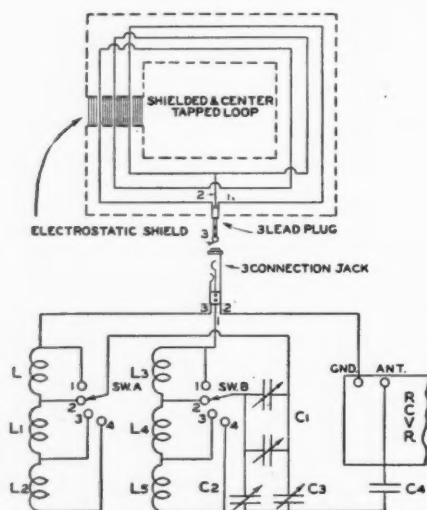 SHIELDED & CENTER
TAPPED LOOP
2 1
ELECTROSTATIC SHIELD
3
3 LEAD PLUG
3 CONNECTION JACK
3 2
1
L
1
SW.A
2
3
4
L1
L2
L3
1
SW.B
2
3
4
L4
L5
C1
C2
C3
GND. ANT.
RCVR.
C4